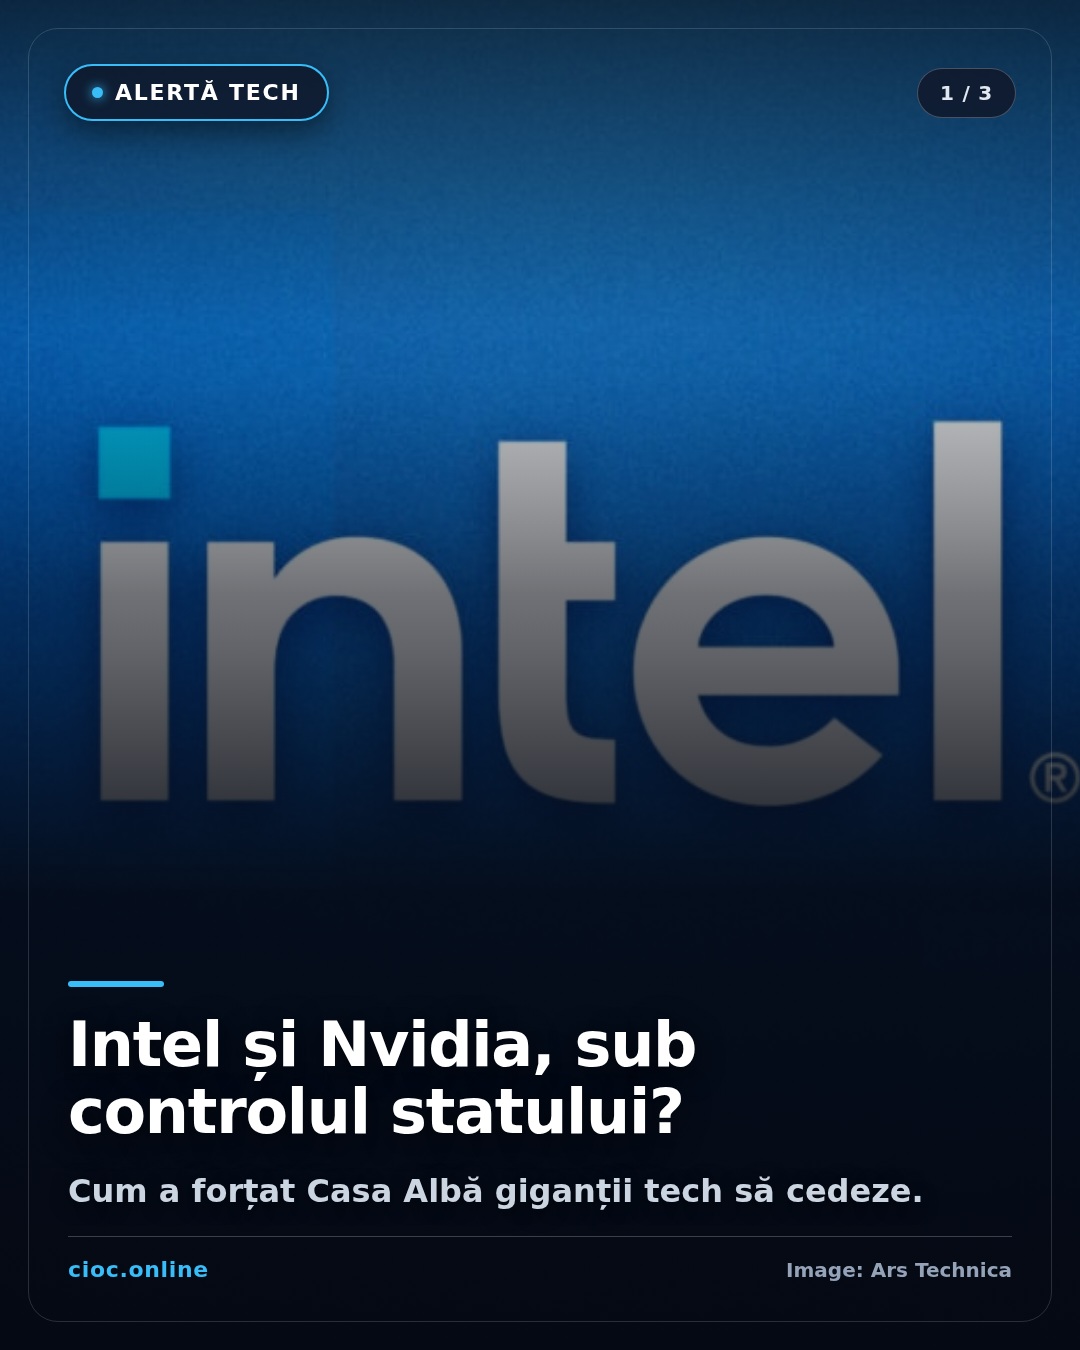 ALERTĂ TECH
1 / 3
intel®
Intel și Nvidia, sub
controlul statului?
Cum a forțat Casa Albă giganții tech să cedeze.
cioc.online
Image: Ars Technica